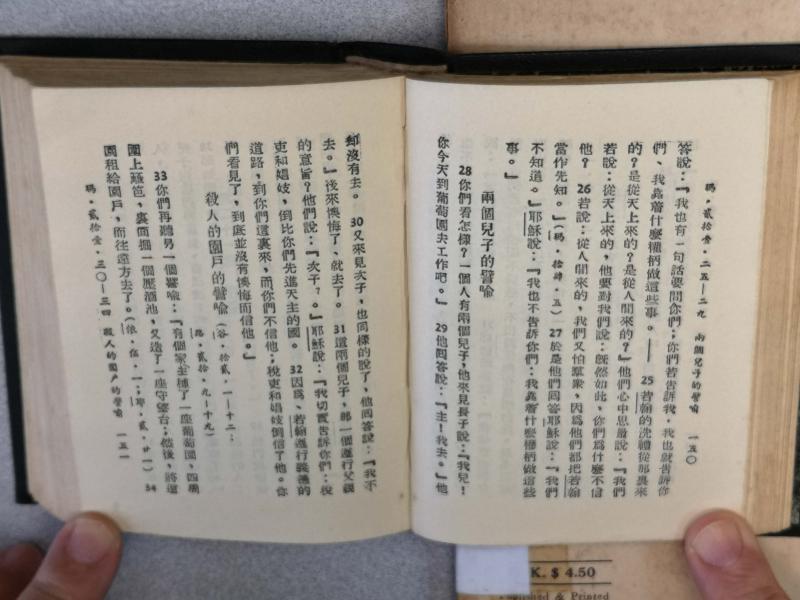 瑪．貳拾壹．二五－二九　兩個兒子的譬喻　一五〇
答說：『我也有一句話要問你們；你們若告訴我，我也就告訴你
們、我靠着什麼權柄做這些事。——　25若翰的洗禮從那裏來
的？是從天上來的？是從人間來的？』他們心中思量說：『我們
若說：從天上來的，他要對我們說：旣然如此，你們爲什麼不信
他？　26若說：從人間來的，我們又怕羣衆，因爲他們都把若翰
當作先知。』（瑪．拾肆．五）27於是他們回答耶穌說：『我們
不知道。』耶穌說：『我也不告訴你們：我靠着什麼權柄做這些
事。』
兩個兒子的譬喻
28你們看怎樣？一個人有兩個兒子，他來見長子說：『我兒！
你今天到葡萄園去工作吧。』　29他回答說：『主！我去。』他
却沒有去。　30又來見次子，也同樣的說了，他回答說：『我不
去。』後來懊悔了、就去了。　31這兩個兒子，那一個遵行父親
的意旨？他們說：『次子？。』耶穌說：『我切實告訴你們：稅
吏和娼妓，倒比你們先進天主的國。　32因爲、若翰遵行義德的
道路，到你們這裏來，而你們不信他；稅吏和娼妓倒信了他。你
們看見了，到底並沒有懊悔而信他。』
殺人的園戶的譬喻（谷．拾貳．一－十二；
路．貳拾．九－十九）
33你們再聽另一個譬喻：『有個家主種了一座葡萄園，四周
圍上籬笆，裏面掘一個壓酒池，又造了一座守望台；然後，將這
園租給園戶，而往遠方去了。（依．伍．一；耶．貳．廿一）34
瑪．貳拾壹．三〇－三四　殺人的園戶的譬喻　一五一
K. $ 4.50
Published & Printed